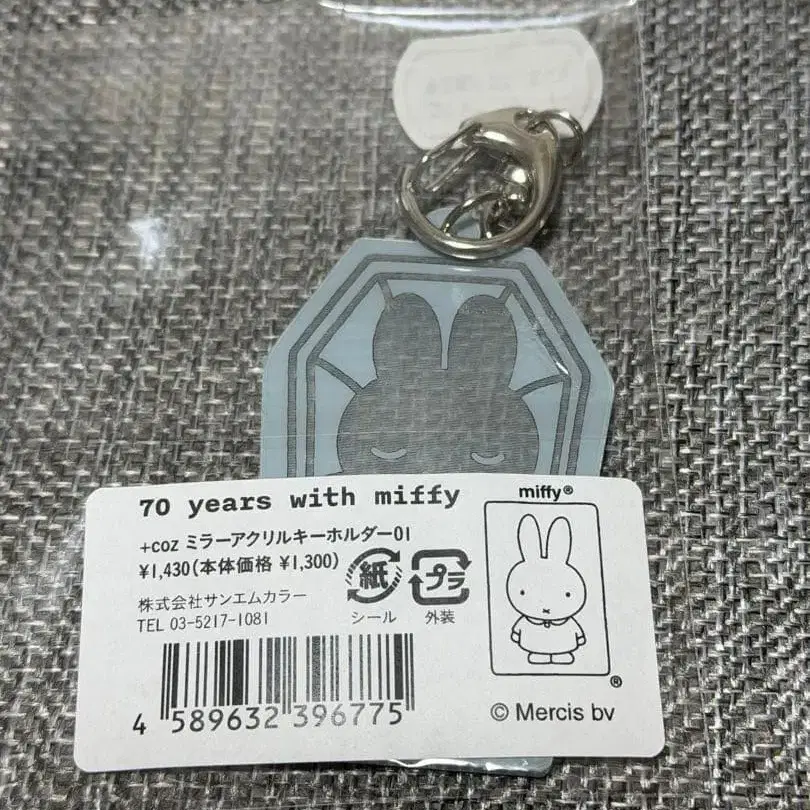 70 years with miffy
+coz ミラーアクリルキーホルダー01
¥1,430(本体価格 ¥1,300)
株式会社サンエムカラー
TEL 03-5217-1081
紙
シール
プラ
外装
4 589632 396775
miffy®
®
© Mercis bv